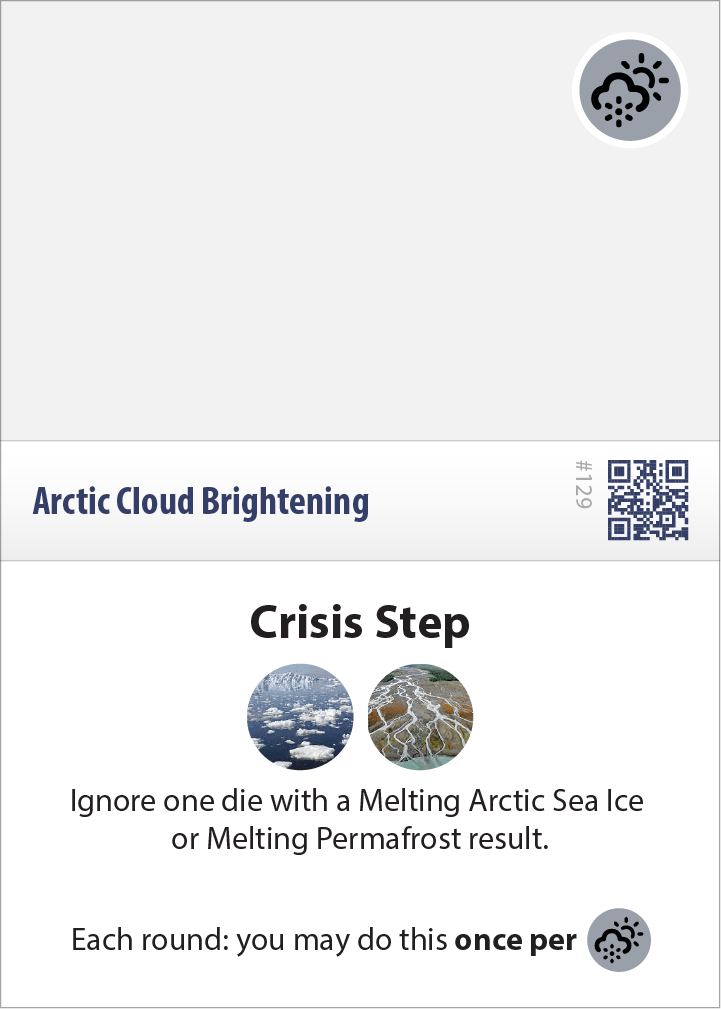 Arctic Cloud Brightening
#129
Crisis Step
Ignore one die with a Melting Arctic Sea Ice
or Melting Permafrost result.
Each round: you may do this once per